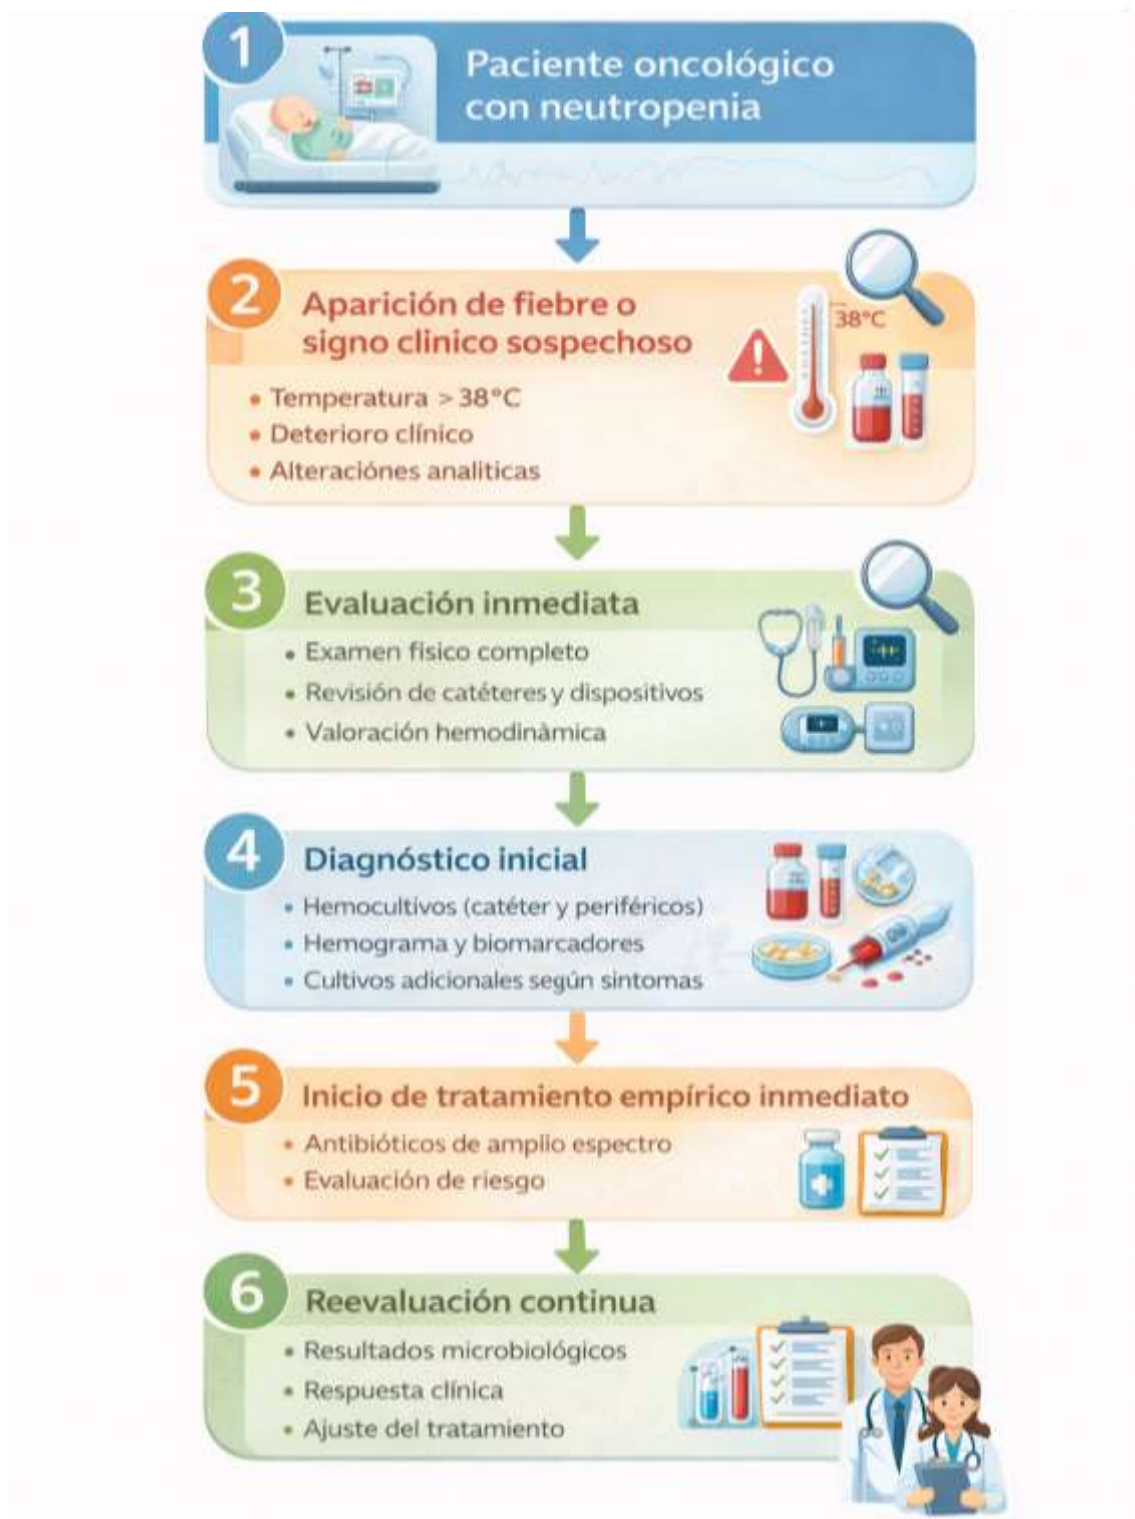 1
Paciente oncológico
con neutropenia
2
Aparición de fiebre o
signo clinico sospechoso
38°C
• Temperatura > 38°C
• Deterioro clínico
• Alteraciónes analiticas
3
Evaluación inmediata
• Examen fisico completo
• Revisión de catéteres y dispositivos
• Valoración hemodinàmica
4
Diagnóstico inicial
• Hemocultivos (catéter y periféricos)
• Hemograma y biomarcadores
• Cultivos adicionales según sintomas
5
Inicio de tratamiento empírico inmediato
• Antibióticos de amplio espectro
• Evaluación de riesgo
6
Reevaluación continua
• Resultados microbiológicos
• Respuesta clínica
• Ajuste del tratamiento